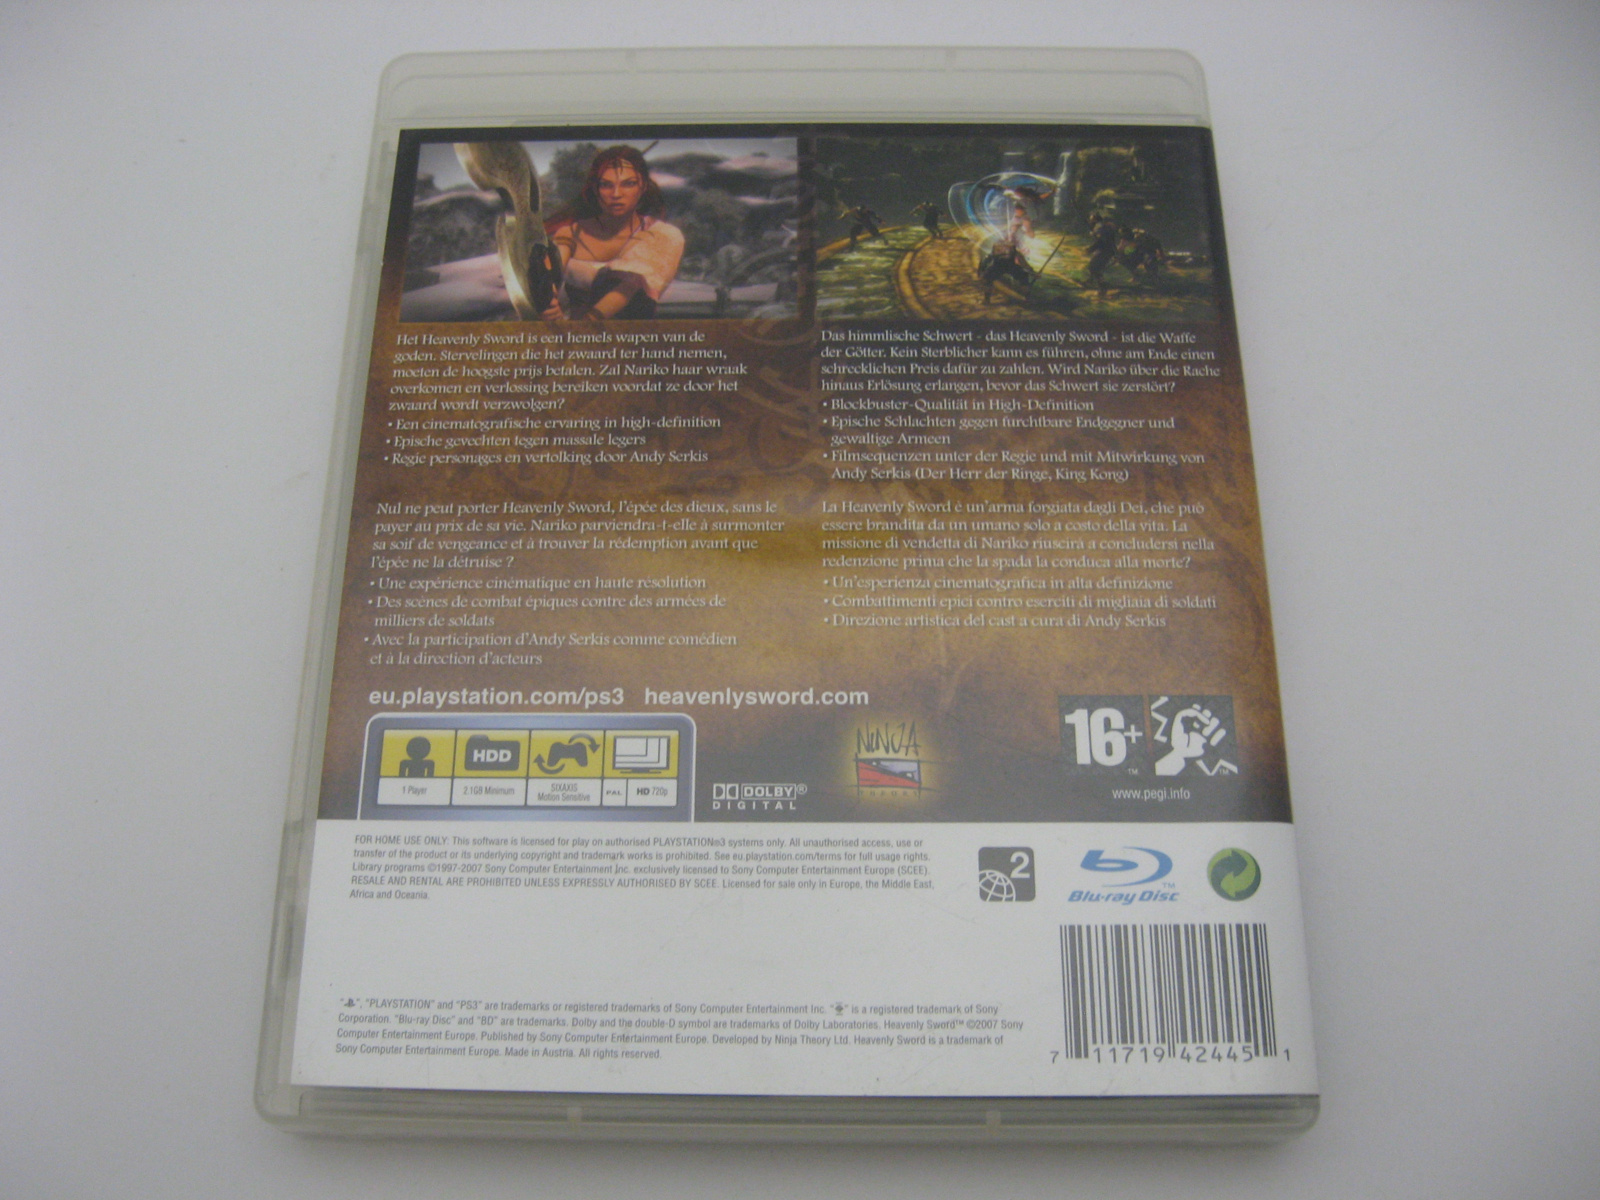 Het Heavenly Sword is een hemels wapen van de
goden. Stervelingen die het zwaard ter hand nemen,
moeten de hoogste prijs betalen. Zal Nariko haar wraak
overkomen en verlossing bereiken voordat ze door het
zwaard wordt verzwolgen?
• Een cinematografische ervaring in high-definition
• Epische gevechten tegen massale legers
• Regie personages en vertolking door Andy Serkis
Das himmlische Schwert - das Heavenly Sword - ist die Waffe
der Götter. Kein Sterblicher kann es führen, ohne am Ende einen
schrecklichen Preis dafür zu zahlen. Wird Nariko über die Rache
hinaus Erlösung erlangen, bevor das Schwert sie zerstört?
• Blockbuster-Qualität in High-Definition
• Epische Schlachten gegen furchtbare Endgegner und
gewaltige Armeen
• Filmsequenzen unter der Regie und mit Mitwirkung von
Andy Serkis (Der Herr der Ringe, King Kong)
Nul ne peut porter Heavenly Sword, l'épée des dieux, sans le
payer au prix de sa vie. Nariko parviendra-t-elle à surmonter
sa soif de vengeance et à trouver la rédemption avant que
l'épée ne la détruise ?
• Une expérience cinématique en haute résolution
• Des scènes de combat épiques contre des armées de
milliers de soldats
• Avec la participation d'Andy Serkis comme comédien
et à la direction d'acteurs
La Heavenly Sword è un'arma forgiata dagli Dei, che può
essere brandita da un umano solo a costo della vita. La
missione di vendetta di Nariko riuscirà a concludersi nella
redenzione prima che la spada la conduca alla morte?
• Un'esperienza cinematografica in alta definizione
• Combattimenti epici contro eserciti di migliaia di soldati
• Direzione artistica del cast a cura di Andy Serkis
eu.playstation.com/ps3 heavenlysword.com
HDD
1 Player
2.1GB Minimum
SIXAXIS
Motion Sensitive
PAL
HD 720p
DOLBY®
DIGITAL
NINJA
THEORY
16+
TM
TM
www.pegi.info
FOR HOME USE ONLY: This software is licensed for play on authorised PLAYSTATION®3 systems only. All unauthorised access, use or
transfer of the product or its underlying copyright and trademark works is prohibited. See eu.playstation.com/terms for full usage rights.
Library programs ©1997-2007 Sony Computer Entertainment Inc. exclusively licensed to Sony Computer Entertainment Europe (SCEE).
RESALE AND RENTAL ARE PROHIBITED UNLESS EXPRESSLY AUTHORISED BY SCEE. Licensed for sale only in Europe, the Middle East,
Africa and Oceania.
2
TM
Blu-ray Disc
" ", "PLAYSTATION" and "PS3" are trademarks or registered trademarks of Sony Computer Entertainment Inc. " " is a registered trademark of Sony
Corporation. "Blu-ray Disc" and "BD" are trademarks. Dolby and the double-D symbol are trademarks of Dolby Laboratories. Heavenly Sword™ ©2007 Sony
Computer Entertainment Europe. Published by Sony Computer Entertainment Europe. Developed by Ninja Theory Ltd. Heavenly Sword is a trademark of
Sony Computer Entertainment Europe. Made in Austria. All rights reserved.
7 11719 42445 1